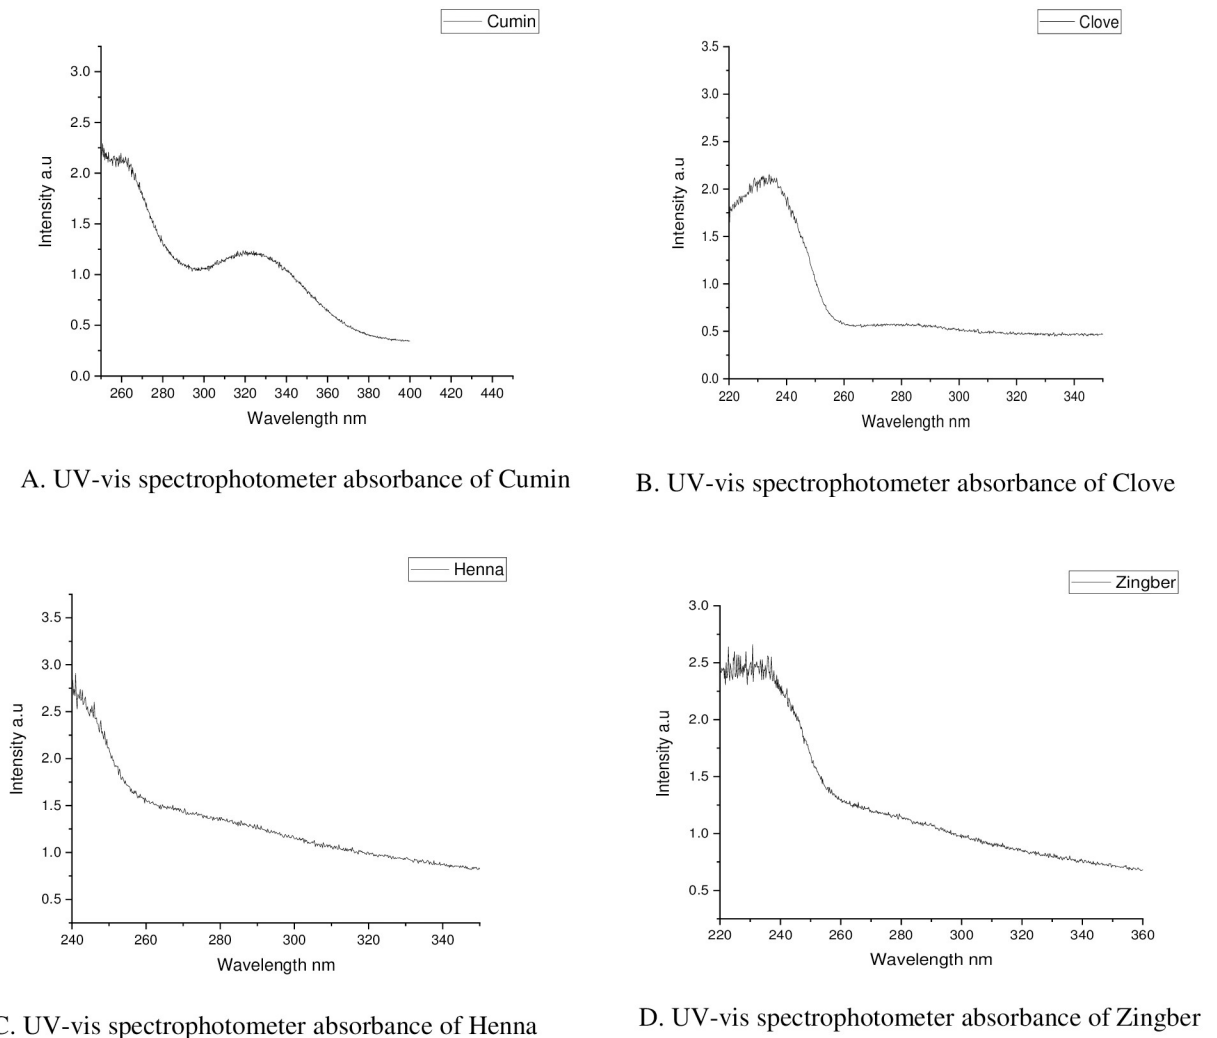 Cumin
3.0
2.5
2.0
1.5
1.0
0.5
0.0
Intensity a.u
260 280 300 320 340 360 380 400 420 440
Wavelength nm
A. UV-vis spectrophotometer absorbance of Cumin
Clove
3.5
3.0
2.5
2.0
1.5
1.0
0.5
0.0
Intensity a.u
220 240 260 280 300 320 340
Wavelength nm
B. UV-vis spectrophotometer absorbance of Clove
Henna
3.5
3.0
2.5
2.0
1.5
1.0
0.5
Intensity a.u
240 260 280 300 320 340
Wavelength nm
C. UV-vis spectrophotometer absorbance of Henna
Zingber
3.0
2.5
2.0
1.5
1.0
0.5
Intensity a.u
220 240 260 280 300 320 340 360
Wavelength nm
D. UV-vis spectrophotometer absorbance of Zingber